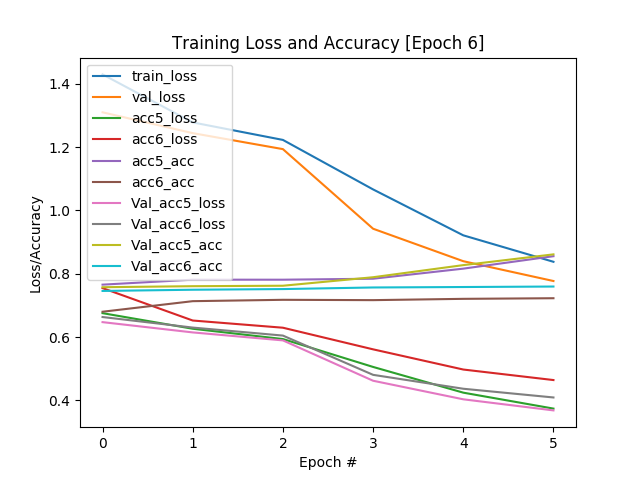 Training Loss and Accuracy [Epoch 6]
train_loss
val_loss
acc5_loss
acc6_loss
acc5_acc
acc6_acc
Val_acc5_loss
Val_acc6_loss
Val_acc5_acc
Val_acc6_acc
Loss/Accuracy
1.4
1.2
1.0
0.8
0.6
0.4
0 1 2 3 4 5
Epoch #